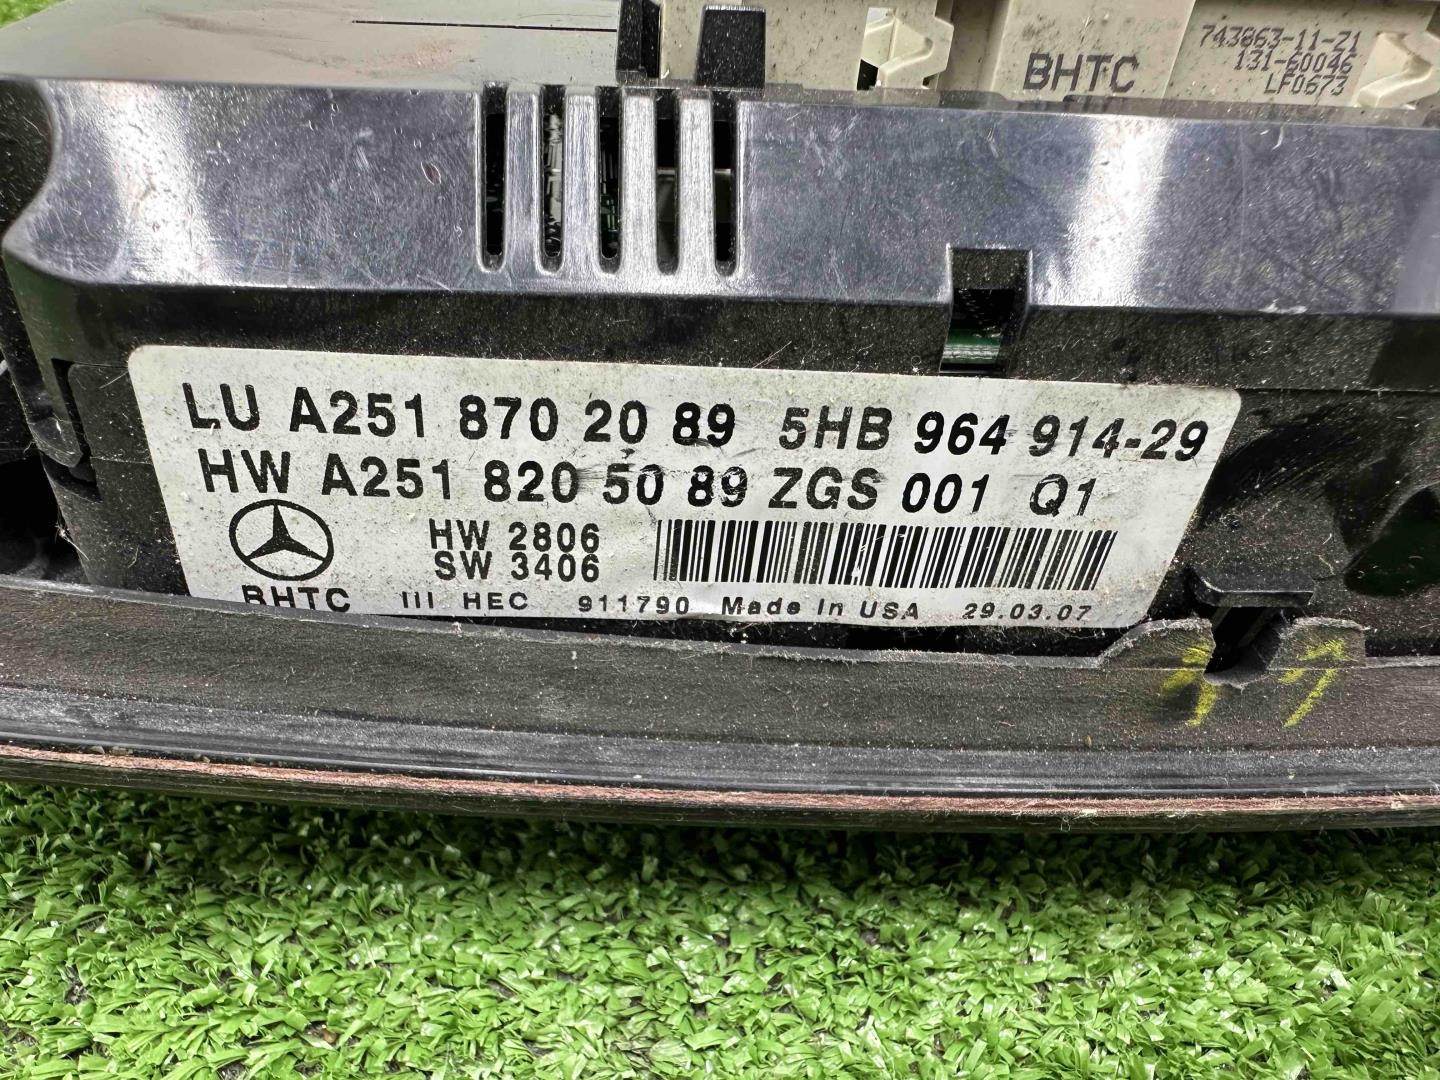 743863-11-Z1
131-60046
LF0673
BHTC
LU A251 870 20 89 5HB 964 914-29
HW A251 820 50 89 ZGS 001 Q1
HW 2806
SW 3406
BHTC III HEC 911790 Made in USA 29.03.07